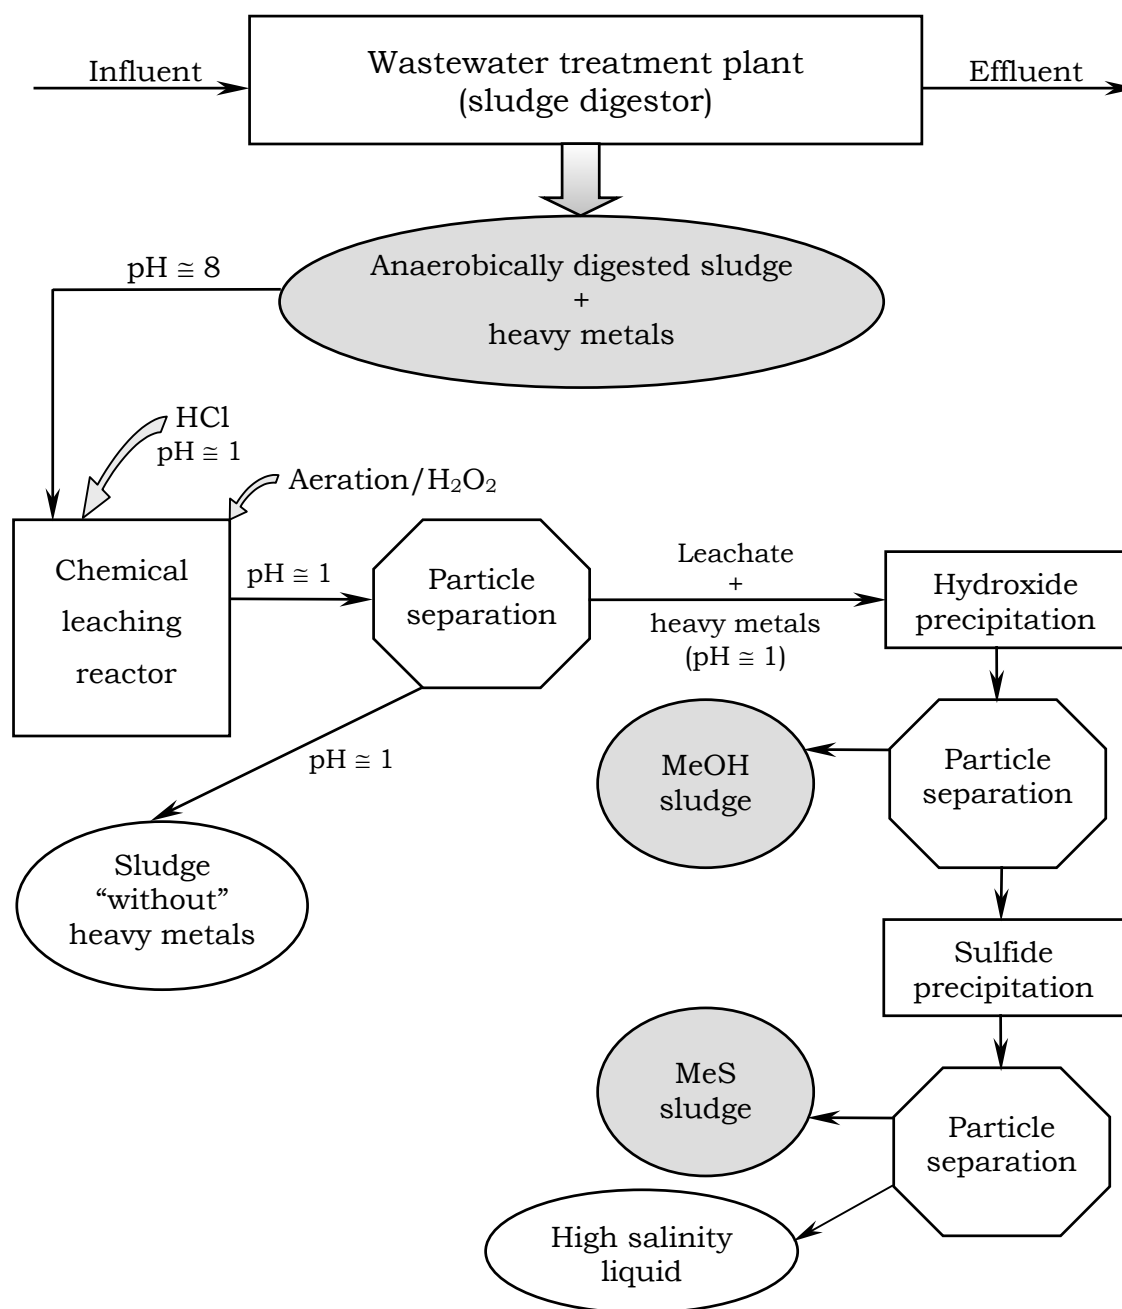 Influent
Wastewater treatment plant
(sludge digestor)
Effluent
pH ≅ 8
Anaerobically digested sludge
+
heavy metals
HCl
pH ≅ 1
Aeration/H₂O₂
Chemical
leaching
reactor
pH ≅ 1
Particle
separation
Leachate
+
heavy metals
(pH ≅ 1)
Hydroxide
precipitation
pH ≅ 1
MeOH
sludge
Particle
separation
Sludge
“without”
heavy metals
Sulfide
precipitation
MeS
sludge
Particle
separation
High salinity
liquid